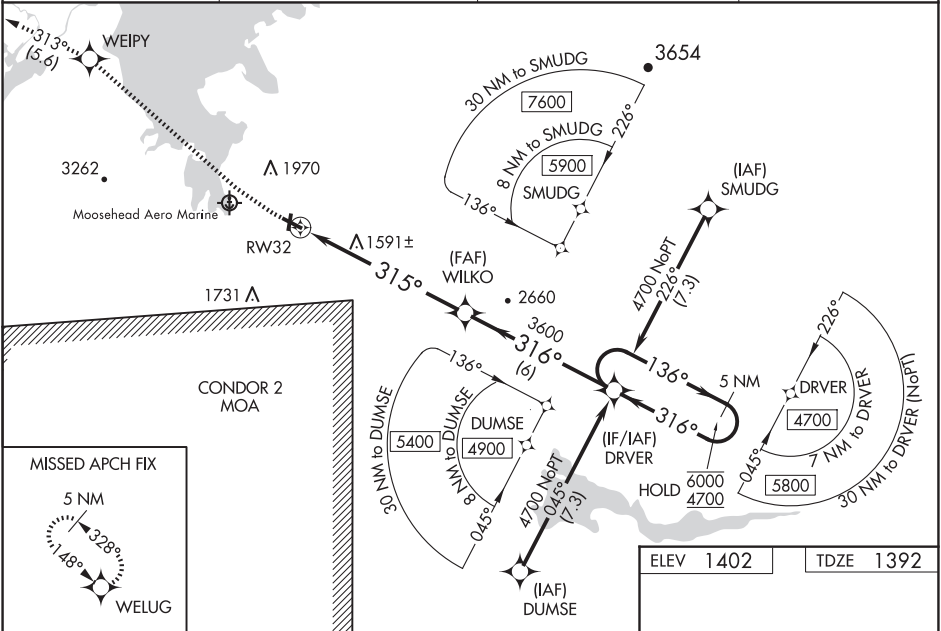 313°
(5.6)
WEIPY
3654
30 NM to SMUDG
7600
226°
8 NM to SMUDG
5900
SMUDG
136°
3262
1970
Moosehead Aero Marine
RW32
1591±
315°
(FAF)
WILKO
1731
2660
(IAF)
SMUDG
4700 NoPT
226°
(7.3)
3600
316°
(6)
136°
5 NM
316°
(IF/IAF)
DRVER
HOLD
6000
4700
226°
DRVER
4700
7 NM to DRVER
045°
5800
30 NM to DRVER (NoPT)
CONDOR 2
MOA
136°
30 NM to DUMSE
5400
8 NM to DUMSE
DUMSE
4900
045°
4700 NoPT
045°
(7.3)
(IAF)
DUMSE
MISSED APCH FIX
5 NM
328°
148°
WELUG
ELEV 1402
TDZE 1392